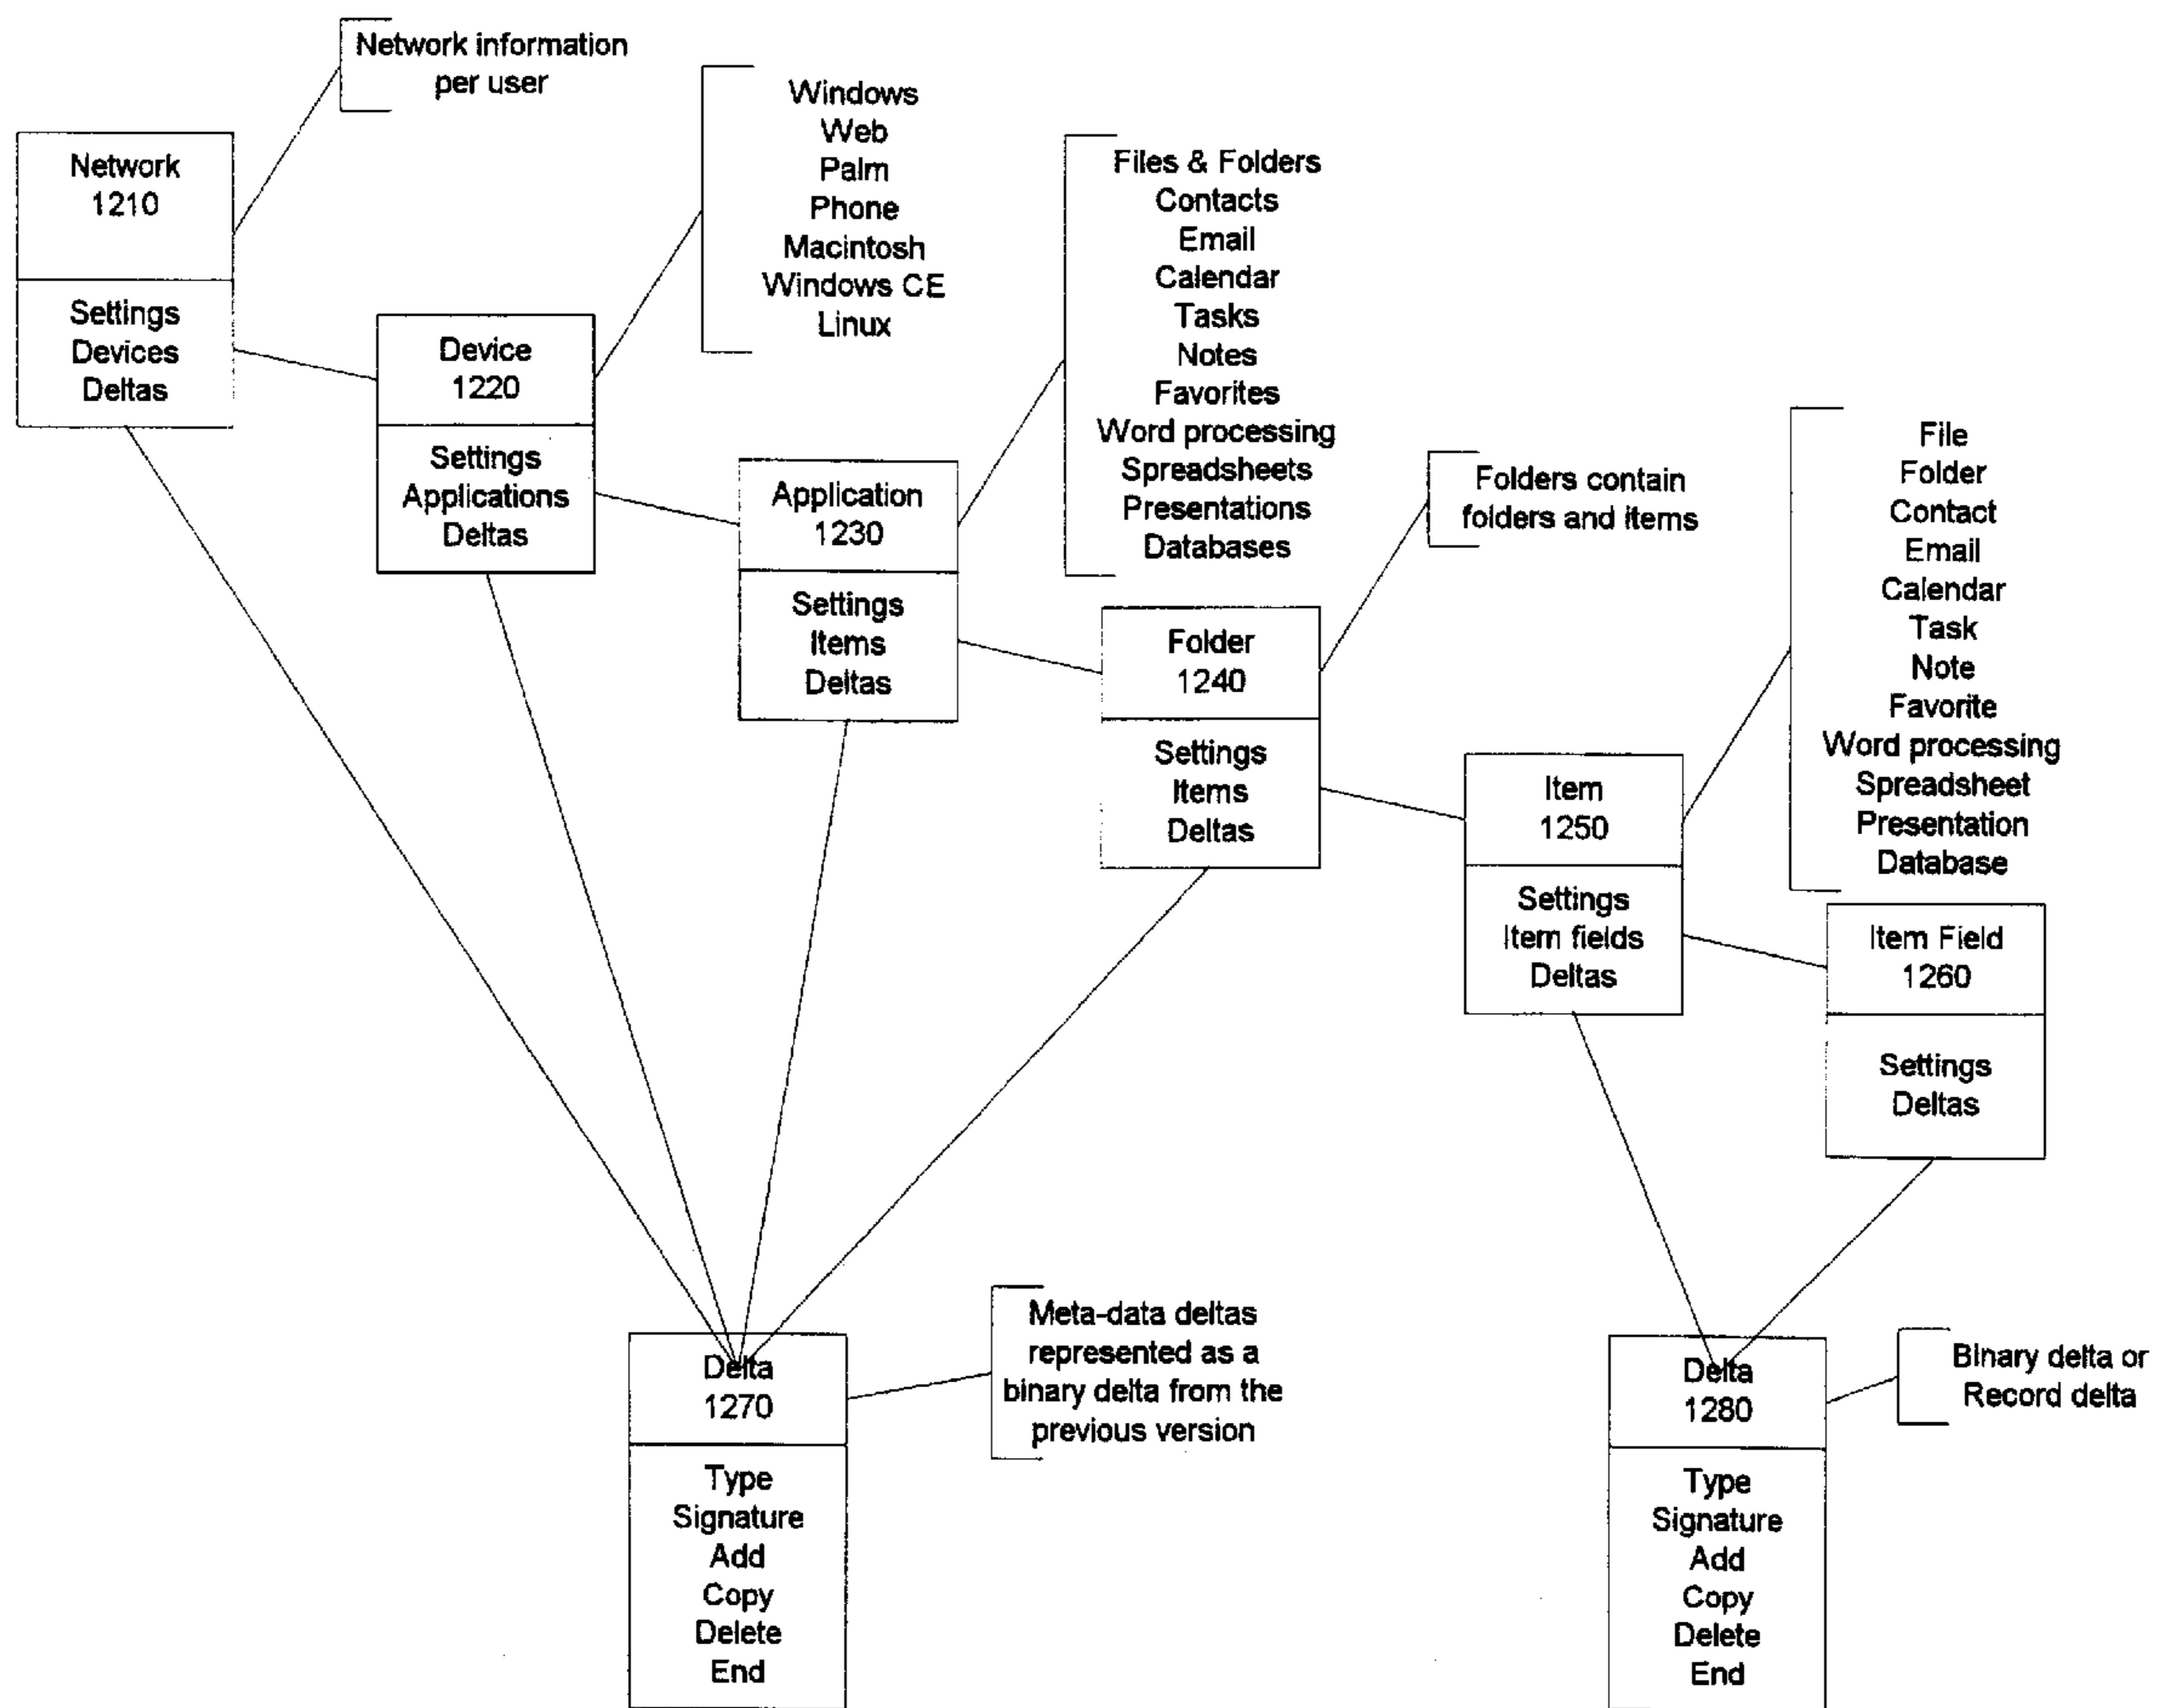 Network information
per user
Network
1210
Settings
Devices
Deltas
Windows
Web
Palm
Phone
Macintosh
Windows CE
Linux
Device
1220
Settings
Applications
Deltas
Files & Folders
Contacts
Email
Calendar
Tasks
Notes
Favorites
Word processing
Spreadsheets
Presentations
Databases
Application
1230
Settings
Items
Deltas
Folders contain
folders and items
Folder
1240
Settings
Items
Deltas
File
Folder
Contact
Email
Calendar
Task
Note
Favorite
Word processing
Spreadsheet
Presentation
Database
Item
1250
Settings
Item fields
Deltas
Item Field
1260
Settings
Deltas
Meta-data deltas
represented as a
binary delta from the
previous version
Delta
1270
Type
Signature
Add
Copy
Delete
End
Binary delta or
Record delta
Delta
1280
Type
Signature
Add
Copy
Delete
End